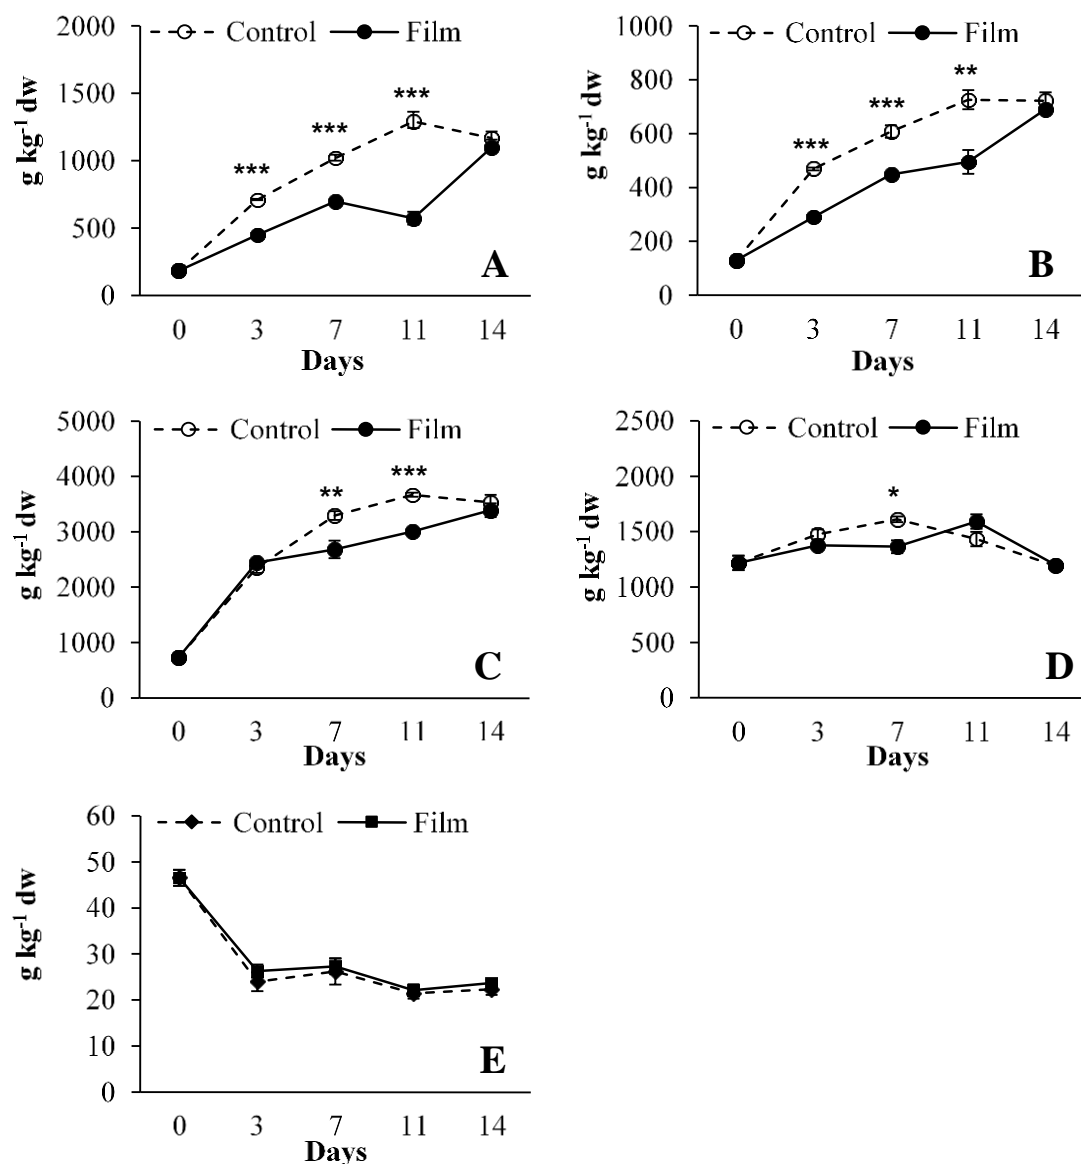 2000
1500
1000
500
0
g kg-1 dw
Control Film
***
***
***
A
0 3 7 11 14
Days
1000
800
600
400
200
0
g kg-1 dw
Control Film
***
***
**
B
0 3 7 11 14
Days
5000
4000
3000
2000
1000
0
g kg-1 dw
Control Film
**
***
C
0 3 7 11 14
Days
2500
2000
1500
1000
500
0
g kg-1 dw
Control Film
*
D
0 3 7 11 14
Days
60
50
40
30
20
10
0
g kg-1 dw
Control Film
E
0 3 7 11 14
Days